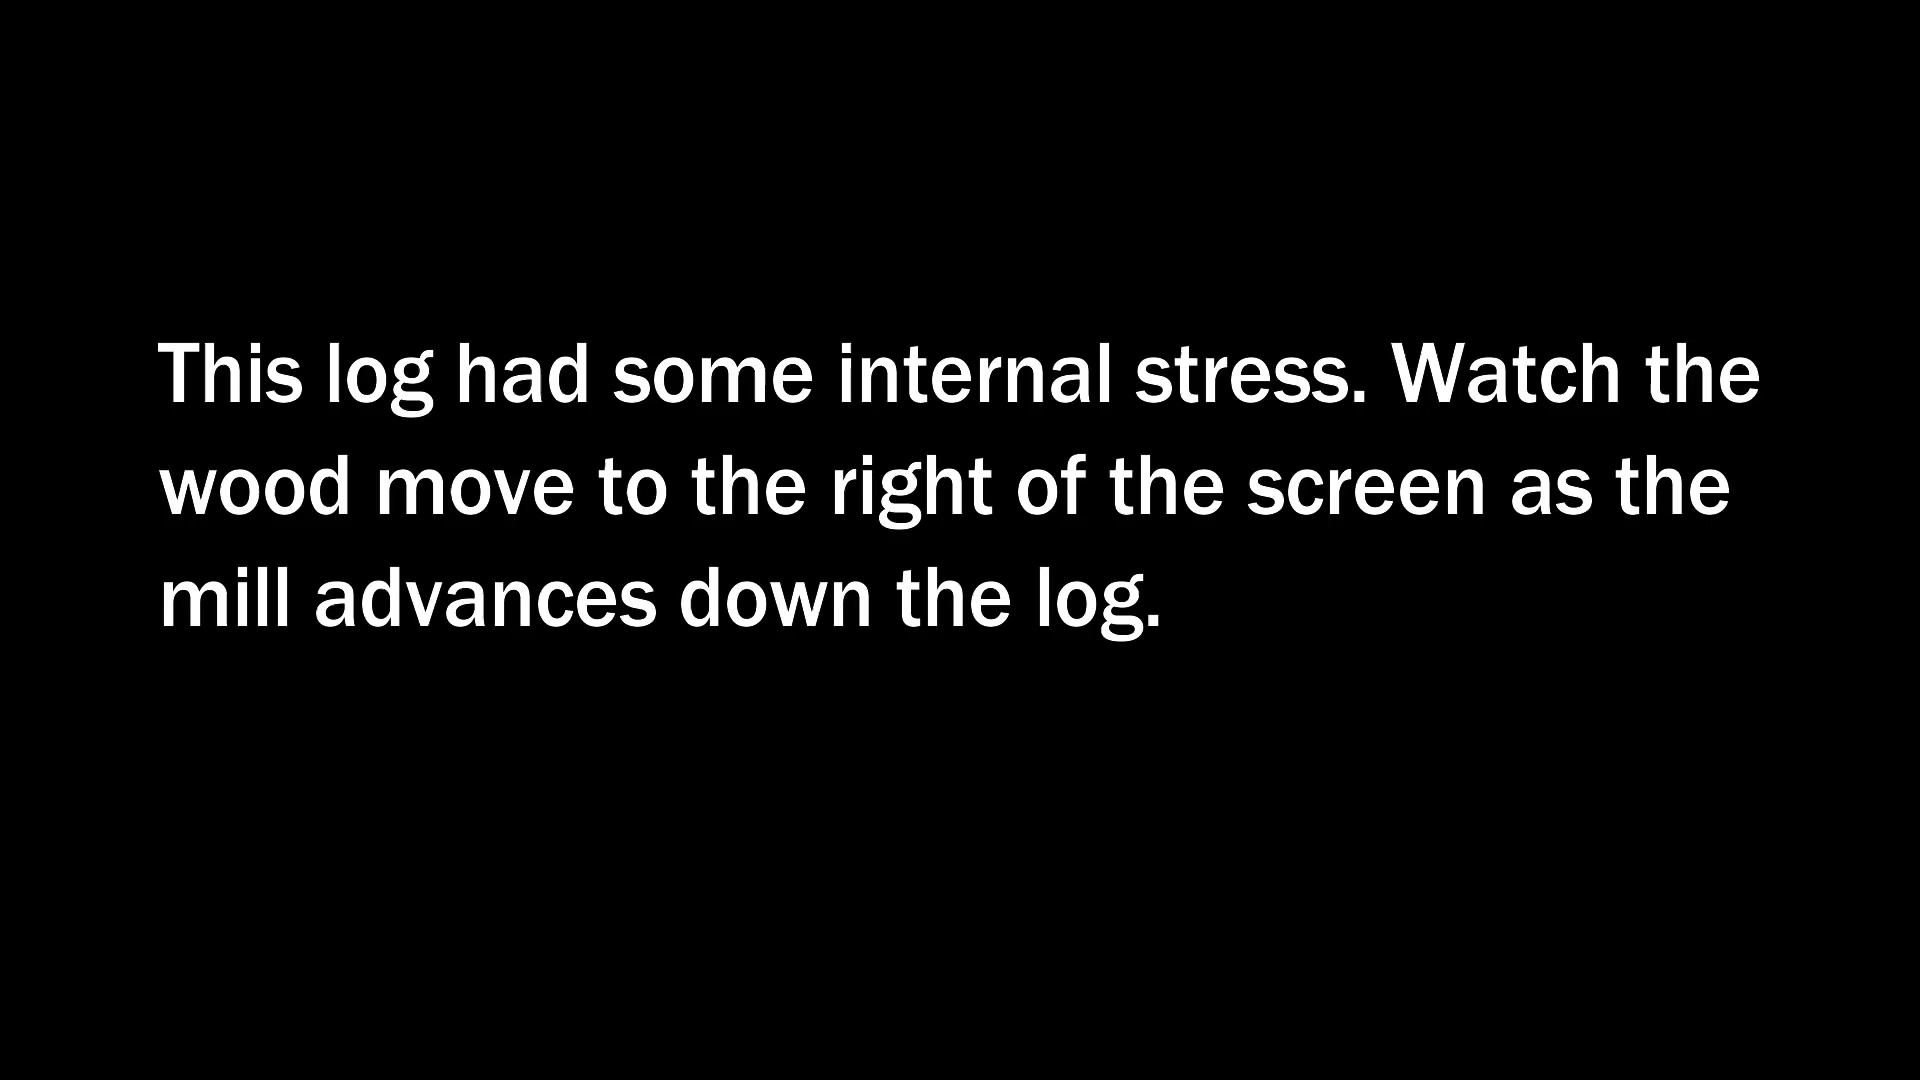 This log had some internal stress. Watch the
wood move to the right of the screen as the
mill advances down the log.